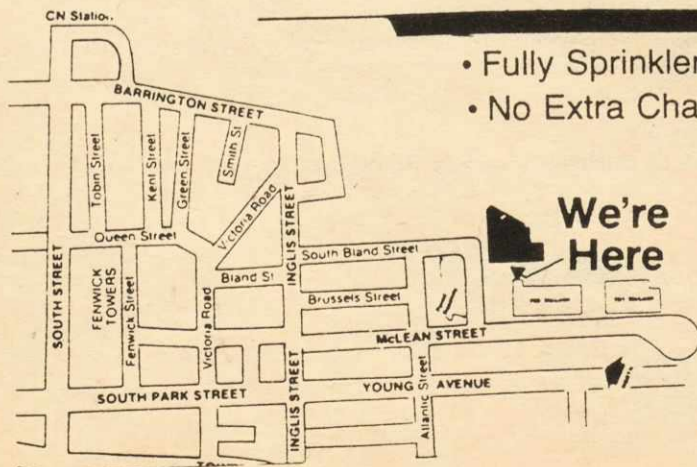 CN Station
• Fully Sprinkler
• No Extra Cha
BARRINGTON STREET
Tobin Street
Kent Street
Green Street
Smith St
Victoria Road
INGLIS STREET
Queen Street
South Bland Street
We're
Here
SOUTH STREET
FENWICK
TOWERS
Fenwick Street
Victoria Road
Bland St
Brussels Street
McLEAN STREET
INGLIS STREET
Atlantic Street
YOUNG AVENUE
SOUTH PARK STREET